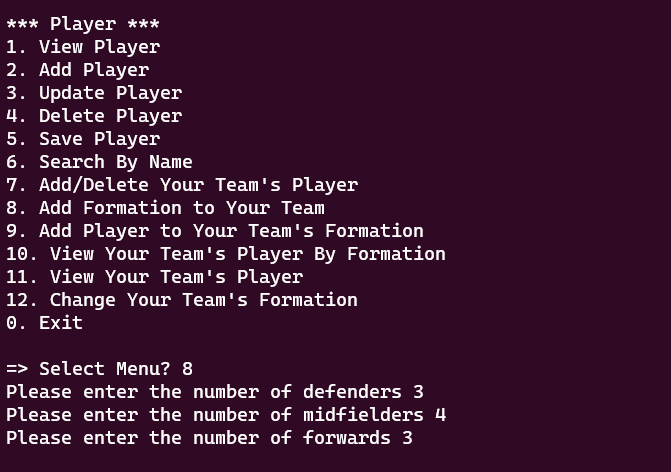 *** Player ***
1. View Player
2. Add Player
3. Update Player
4. Delete Player
5. Save Player
6. Search By Name
7. Add/Delete Your Team's Player
8. Add Formation to Your Team
9. Add Player to Your Team's Formation
10. View Your Team's Player By Formation
11. View Your Team's Player
12. Change Your Team's Formation
0. Exit
=> Select Menu? 8
Please enter the number of defenders 3
Please enter the number of midfielders 4
Please enter the number of forwards 3